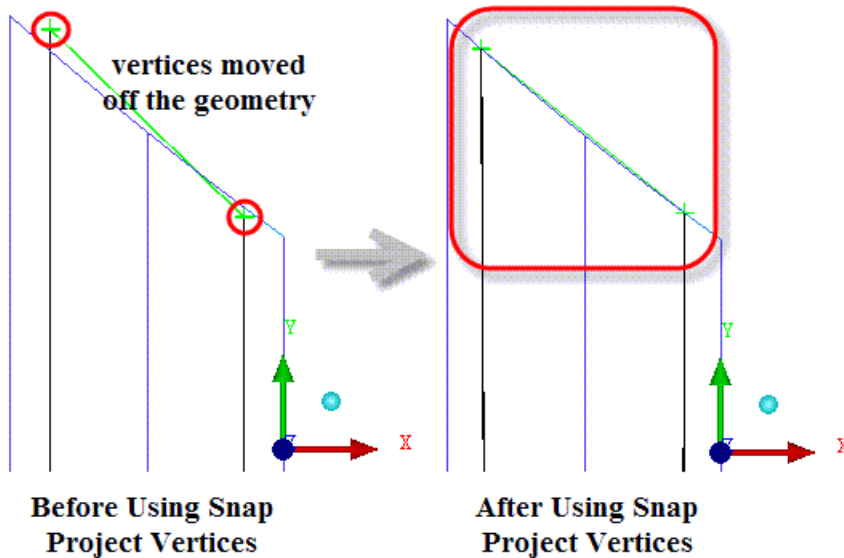 vertices moved
off the geometry
Y
X
Y
X
Before Using Snap
Project Vertices
After Using Snap
Project Vertices